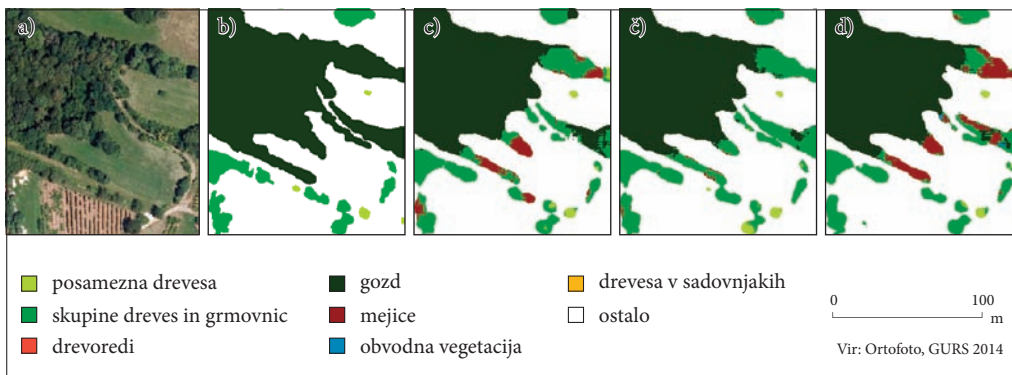 a) b) c) č) d)
posamezna drevesa gozd drevesa v sadovnjakih
skupine dreves in grmovnic mejice ostalo
drevoredi obvodna vegetacija
0 100
m
Vir: Ortofoto, GURS 2014